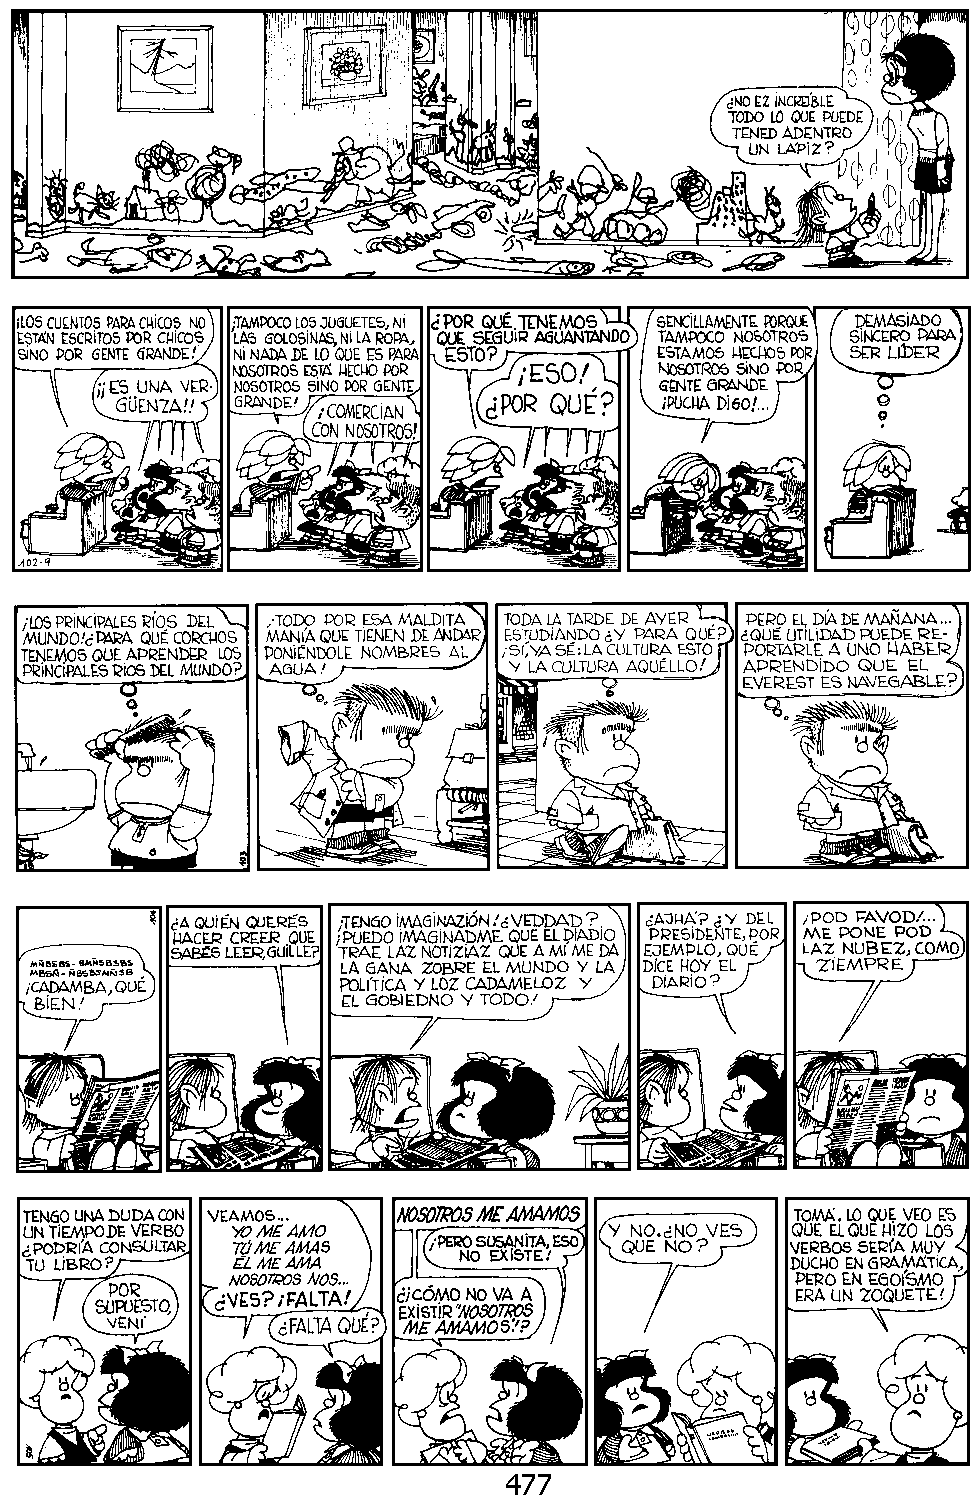 ¿NO EZ INCREÍBLE
TODO LO QUE PUEDE
TENED ADENTRO
UN LÁPIZ?
¡LOS CUENTOS PARA CHICOS NO
ESTÁN ESCRITOS POR CHICOS
SINO POR GENTE GRANDE!
¡¡ES UNA VER-
GÜENZA!!
102-9
¡TAMPOCO LOS JUGUETES, NI
LAS GOLOSINAS, NI LA ROPA,
NI NADA DE LO QUE ES PARA
NOSOTROS ESTÁ HECHO POR
NOSOTROS SINO POR GENTE
GRANDE!
¡COMERCIAN
CON NOSOTROS!
¿POR QUÉ TENEMOS
QUE SEGUIR AGUANTANDO
ESTO?
¡ESO!
¿POR QUÉ?
SENCILLAMENTE PORQUE
TAMPOCO NOSOTROS
ESTAMOS HECHOS POR
NOSOTROS SINO POR
GENTE GRANDE
¡PUCHA DIGO!...
DEMASIADO
SINCERO PARA
SER LÍDER
¡LOS PRINCIPALES RÍOS DEL
MUNDO! ¿PARA QUÉ CORCHOS
TENEMOS QUE APRENDER LOS
PRINCIPALES RÍOS DEL MUNDO?
103
¡TODO POR ESA MALDITA
MANÍA QUE TIENEN DE ANDAR
PONIÉNDOLE NOMBRES AL
AGUA!
TODA LA TARDE DE AYER
ESTUDIANDO ¿Y PARA QUÉ?
¡SÍ, YA SÉ: LA CULTURA ESTO
Y LA CULTURA AQUÉLLO!
PERO EL DÍA DE MAÑANA...
¿QUÉ UTILIDAD PUEDE RE-
PORTARLE A UNO HABER
APRENDIDO QUE EL
EVEREST ES NAVEGABLE?
¡CADAMBA, QUÉ
BIEN!
¿A QUIÉN QUERÉS
HACER CREER QUE
SABÉS LEER, GUILLE?
¡TENGO IMAGINAZIÓN! ¿VEDDAD?
¡PUEDO IMAGINADME QUE EL DIADIO
TRAE LAZ NOTIZIAZ QUE A MÍ ME DA
LA GANA ZOBRE EL MUNDO Y LA
POLÍTICA Y LOZ CADAMELOZ Y
EL GOBIEDNO Y TODO!
¿AJHÁ? ¿Y DEL
PRESIDENTE, POR
EJEMPLO, QUÉ
DICE HOY EL
DIARIO?
¡POD FAVOD!...
ME PONE POD
LAZ NUBEZ, COMO
ZIEMPRE
TENGO UNA DUDA CON
UN TIEMPO DE VERBO
¿PODRÍA CONSULTAR
TU LIBRO?
POR
SUPUESTO,
VENÍ
VEAMOS...
YO ME AMO
TÚ ME AMAS
ÉL ME AMA
NOSOTROS NOS...
¿VES? ¡FALTA!
¿FALTA QUÉ?
NOSOTROS ME AMAMOS
¡PERO SUSANITA, ESO
NO EXISTE!
¿¡CÓMO NO VA A
EXISTIR "NOSOTROS
ME AMAMOS"!?
Y NO. ¿NO VES
QUE NO?
TOMÁ. LO QUE VEO ES
QUE EL QUE HIZO LOS
VERBOS SERÍA MUY
DUCHO EN GRAMÁTICA,
PERO EN EGOÍSMO
ERA UN ZOQUETE!
477